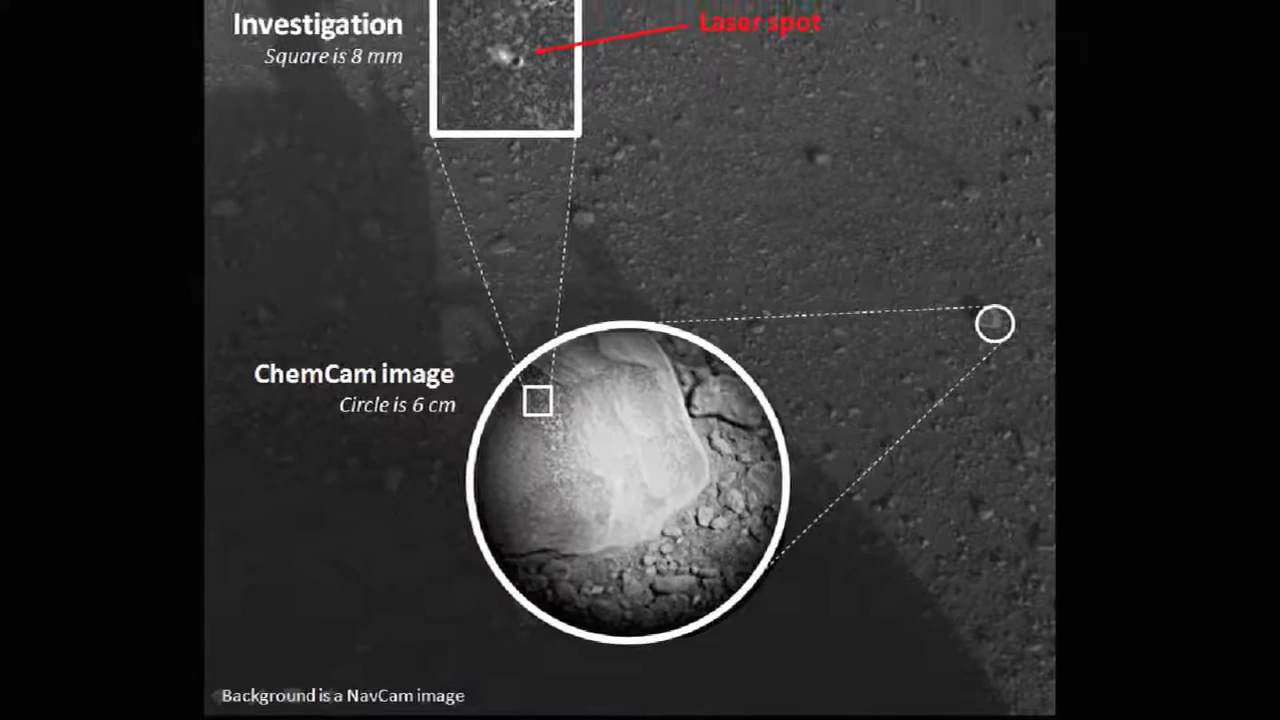 Investigation
Square is 8 mm
Laser spot
ChemCam image
Circle is 6 cm
Background is a NavCam image